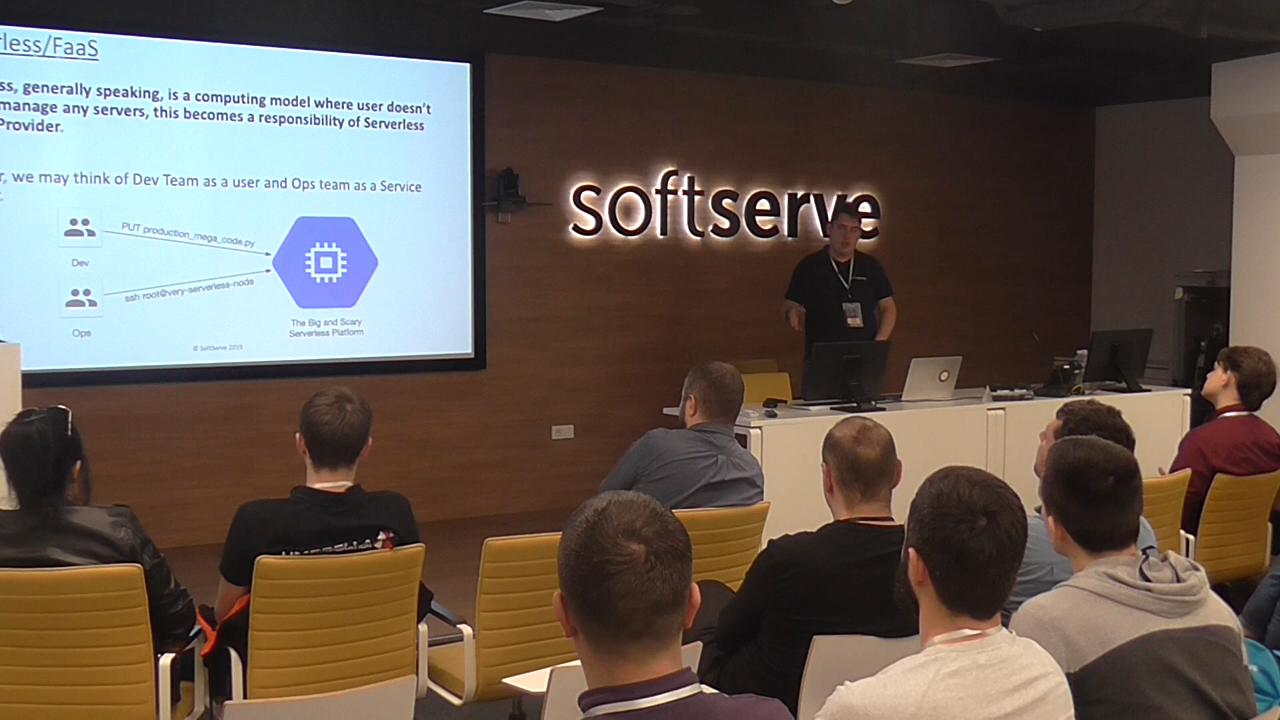 rless/FaaS
ss, generally speaking, is a computing model where user doesn't
manage any servers, this becomes a responsibility of Serverless
Provider.
r, we may think of Dev Team as a user and Ops team as a Service
PUT production_mega_code.py
Dev
ssh root@very-serverless-node
Ops
The Big and Scary
Serverless Platform
© SoftServe 2019
softserve